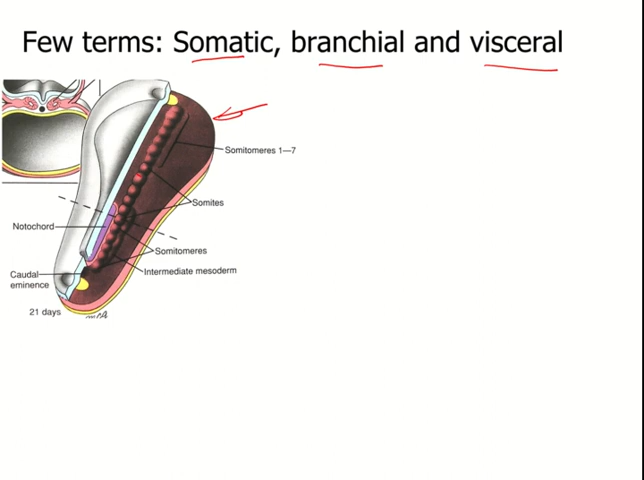 Few terms: Somatic, branchial and visceral
Somitomeres 1—7
Somites
Notochord
Somitomeres
Caudal
eminence
Intermediate mesoderm
21 days